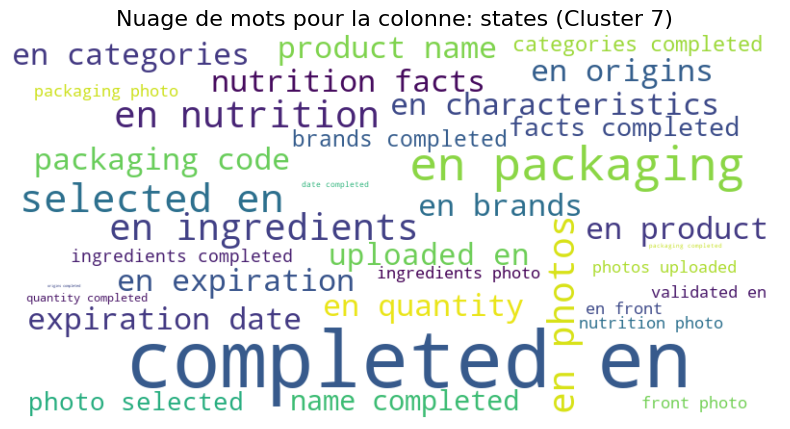 Nuage de mots pour la colonne: states (Cluster 7)
en categories
product name
categories completed
packaging photo
nutrition facts
en origins
en nutrition
en characteristics
brands completed
facts completed
packaging code
en packaging
date completed
selected en
en brands
en ingredients
en product
packaging completed
ingredients completed
uploaded en
photos uploaded
en expiration
ingredients photo
origins completed
quantity completed
validated en
en quantity
en front
en photos
expiration date
nutrition photo
completed en
photo selected
name completed
front photo